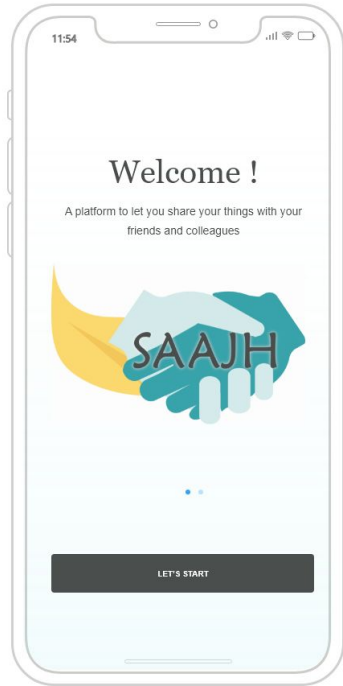 11:54
Welcome !
A platform to let you share your things with your
friends and colleagues
SAAJH
LET'S START